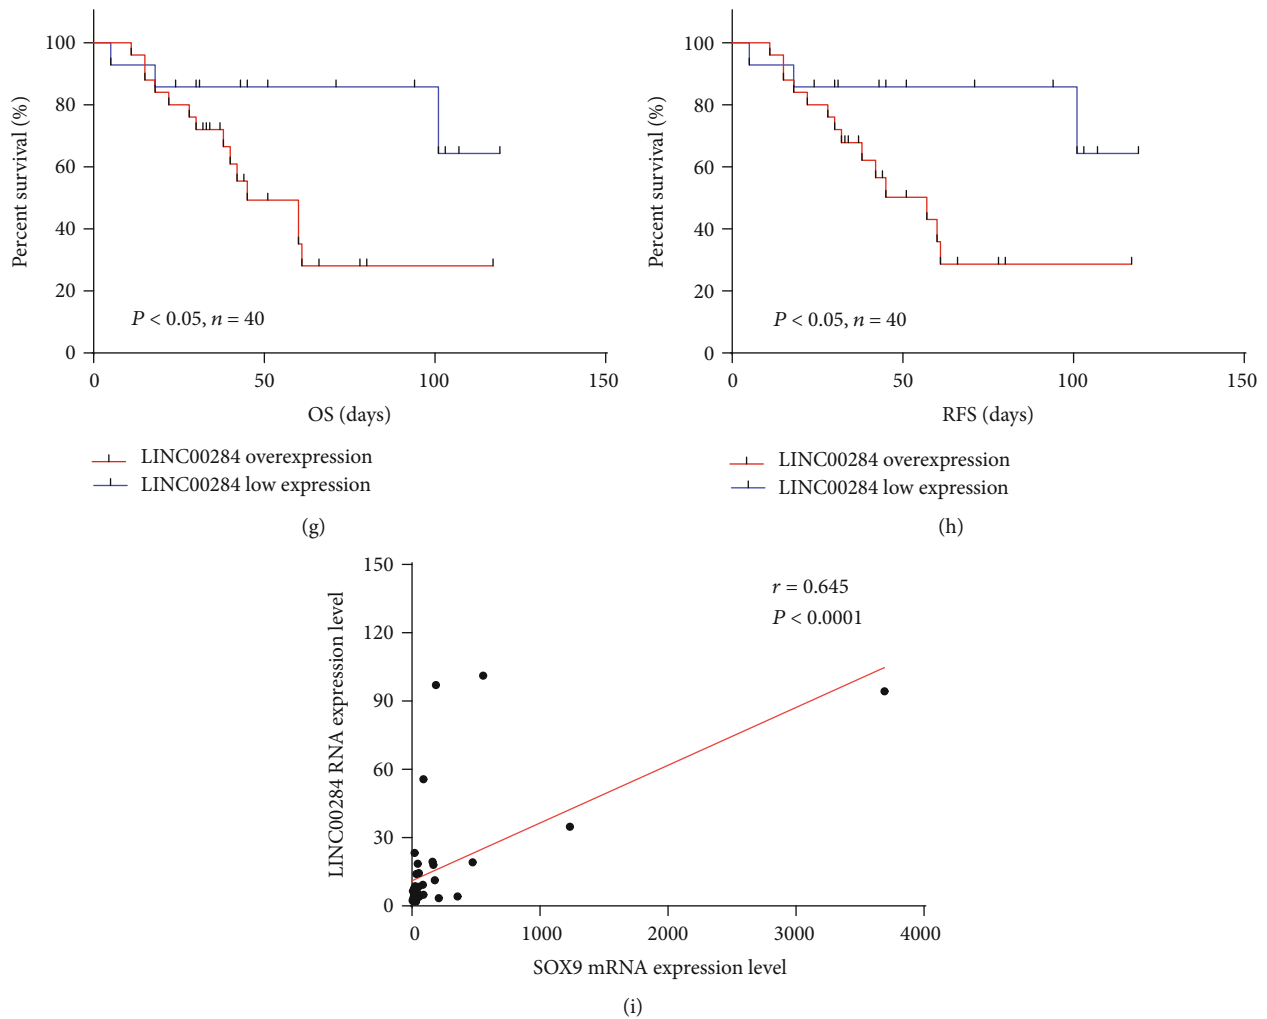 100
80
60
40
20
0
Percent survival (%)
P < 0.05, n = 40
0 50 100 150
OS (days)
LINC00284 overexpression
LINC00284 low expression
(g)
100
80
60
40
20
0
Percent survival (%)
P < 0.05, n = 40
0 50 100 150
RFS (days)
LINC00284 overexpression
LINC00284 low expression
(h)
150
120
90
60
30
0
LINC00284 RNA expression level
r = 0.645
P < 0.0001
0 1000 2000 3000 4000
SOX9 mRNA expression level
(i)